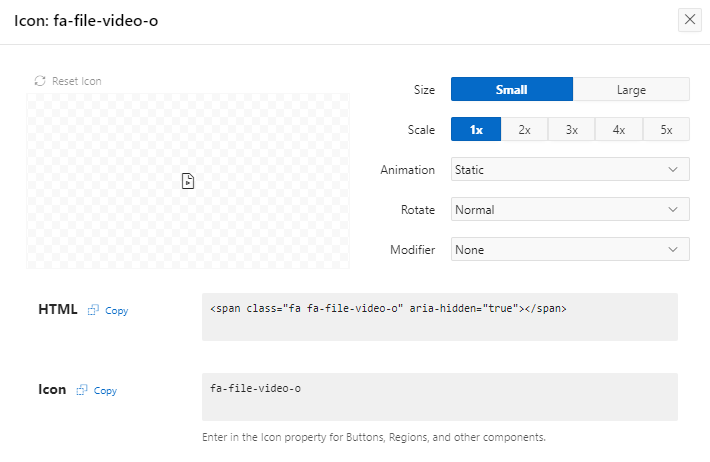 Icon: fa-file-video-o
Reset Icon
Size Small Large
Scale 1x 2x 3x 4x 5x
Animation Static
Rotate Normal
Modifier None
HTML Copy <span class="fa fa-file-video-o" aria-hidden="true"></span>
Icon Copy fa-file-video-o
Enter in the Icon property for Buttons, Regions, and other components.